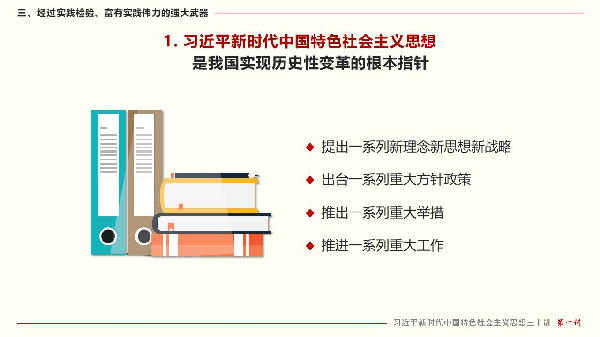 三、经过实践检验、富有实践伟力的强大武器
1. 习近平新时代中国特色社会主义思想
是我国实现历史性变革的根本指针
◆ 提出一系列新理念新思想新战略
◆ 出台一系列重大方针政策
◆ 推出一系列重大举措
◆ 推进一系列重大工作
习近平新时代中国特色社会主义思想三十讲 第一讲